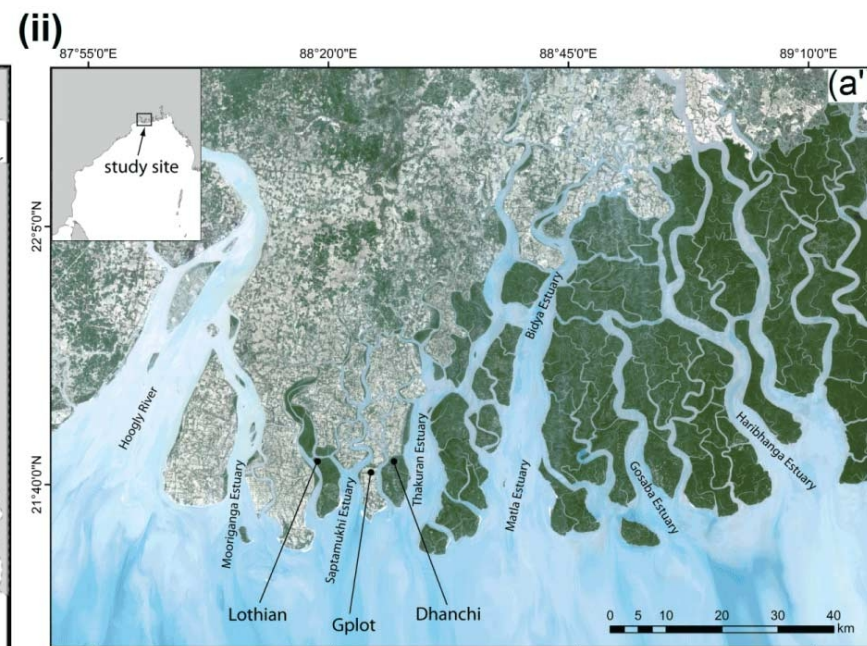 (ii)
87°55'0"E
88°20'0"E
88°45'0"E
89°10'0"E
(a'
study site
22°5'0"N
21°40'0"N
Hoogly River
Mooriganga Estuary
Saptamukhi Estuary
Thakuran Estuary
Matla Estuary
Bidya Estuary
Gosaba Estuary
Haribhanga Estuary
Lothian
Gplot
Dhanchi
0 5 10 20 30 40
km